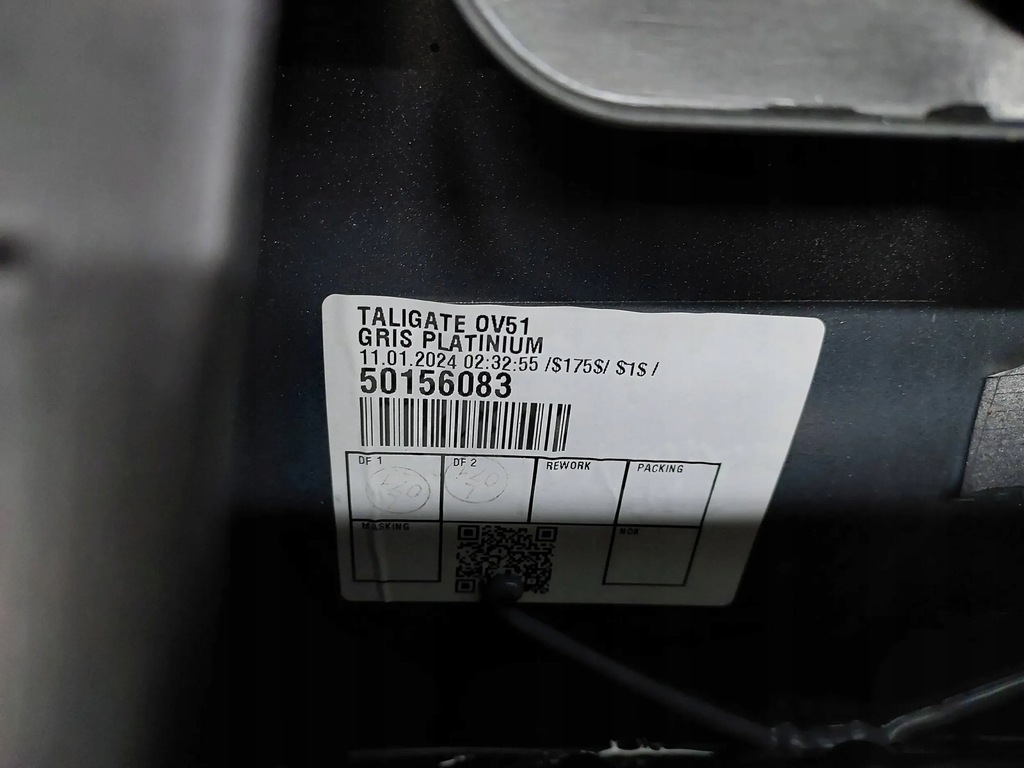 TALIGATE OV51
GRIS PLATINIUM
11.01.2024 02:32:55 /$175$/ $1$ /
50156083
DF 1
DF 2
REWORK
PACKING
MASKING
NOK